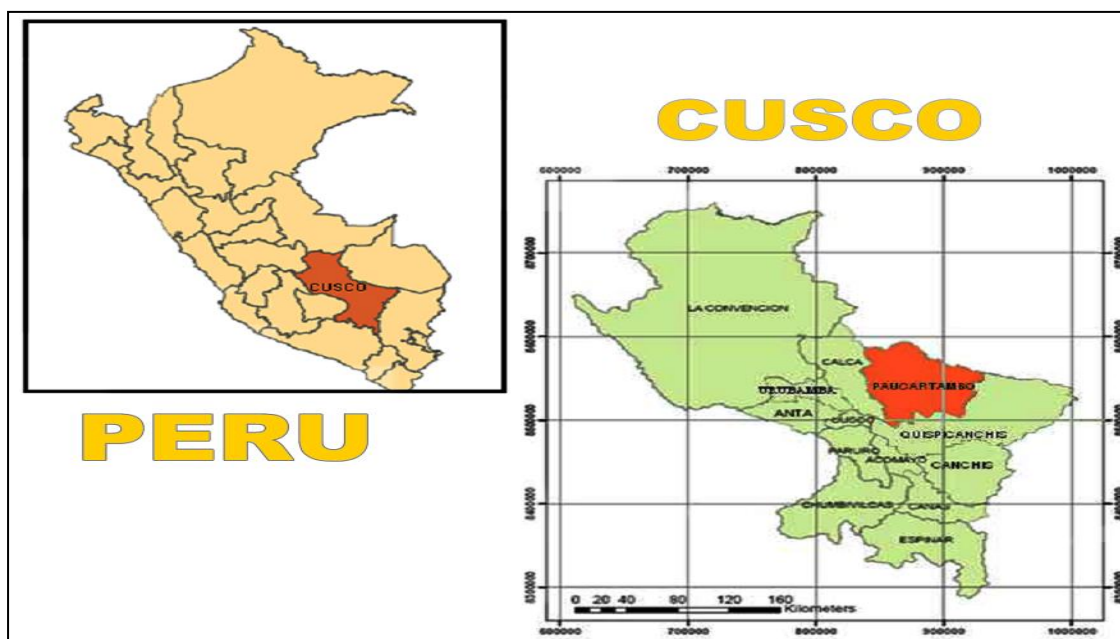 CUSCO
PERU
CUSCO
600000 700000 800000 900000 1000000
LA CONVENCION
CALCA
PAUCARTAMBO
URUBAMBA
ANTA
CUSCO
QUISPICANCHIS
PARURO
ACOMAYO
CANCHIS
CHUMBIVILCAS
CANAS
ESPINAR
0 20 40 80 120 160
Kilometers
600000 700000 800000 900000 1000000